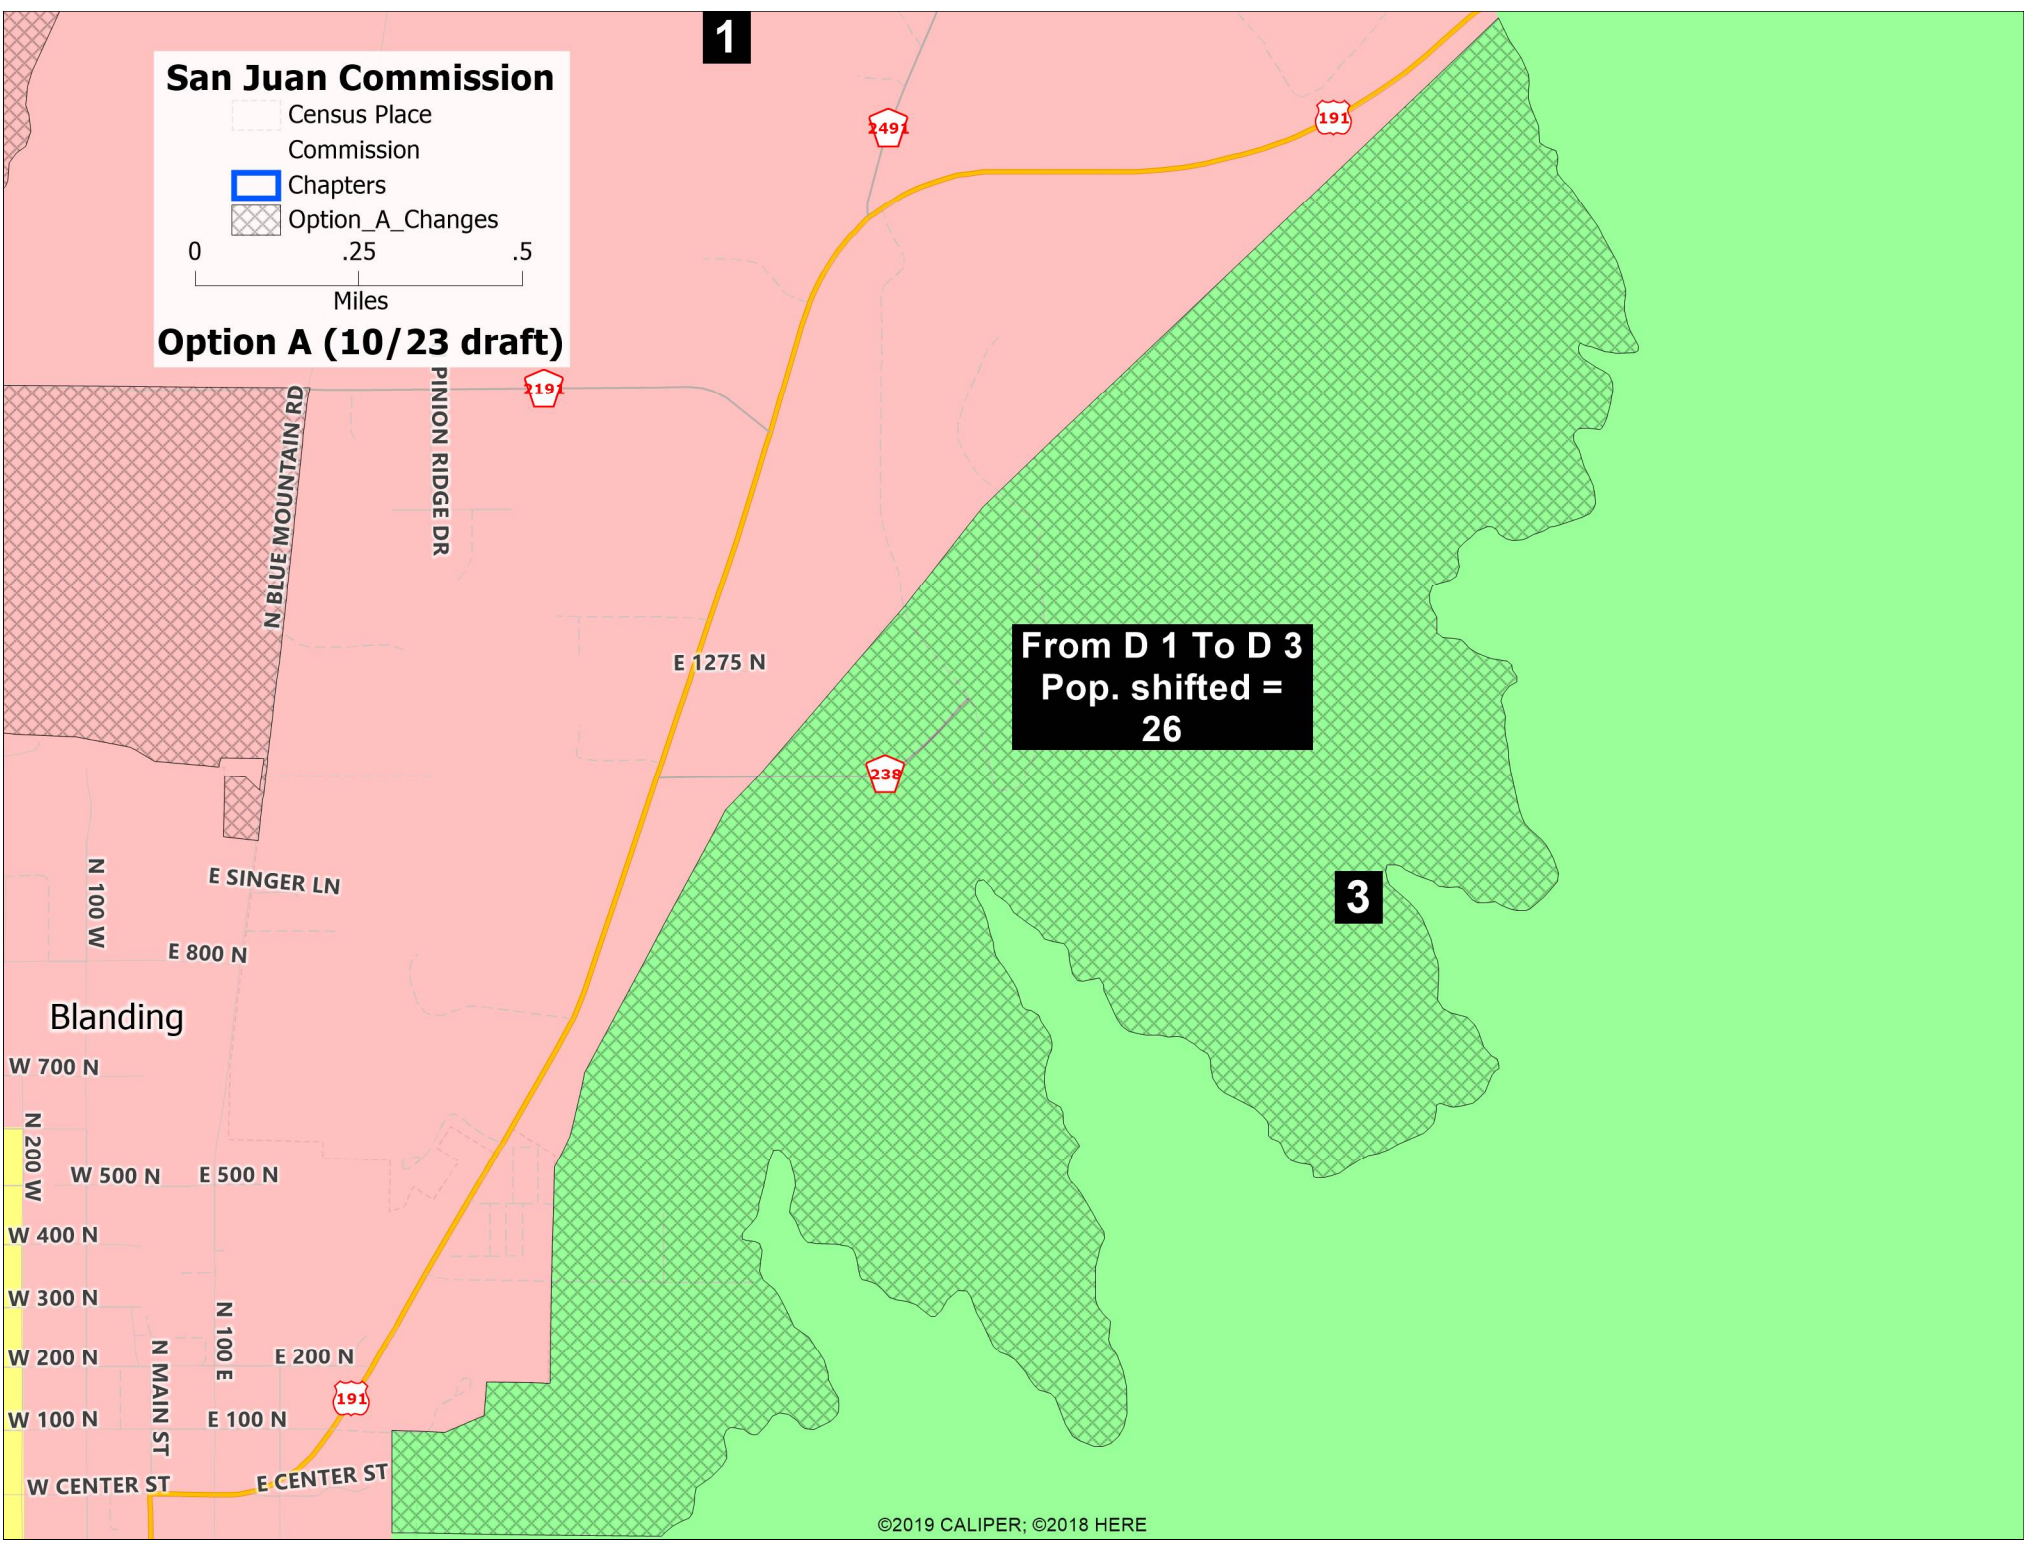 1
San Juan Commission
Census Place
Commission
Chapters
Option_A_Changes
0 .25 .5
Miles
Option A (10/23 draft)
2491
191
2191
N BLUE MOUNTAIN RD
PINION RIDGE DR
E 1275 N
From D 1 To D 3
Pop. shifted =
26
238
3
E SINGER LN
N 100 W
E 800 N
Blanding
W 700 N
N 200 W
W 500 N
E 500 N
W 400 N
W 300 N
N 100 E
N MAIN ST
W 200 N
E 200 N
191
W 100 N
E 100 N
W CENTER ST
E CENTER ST
©2019 CALIPER; ©2018 HERE